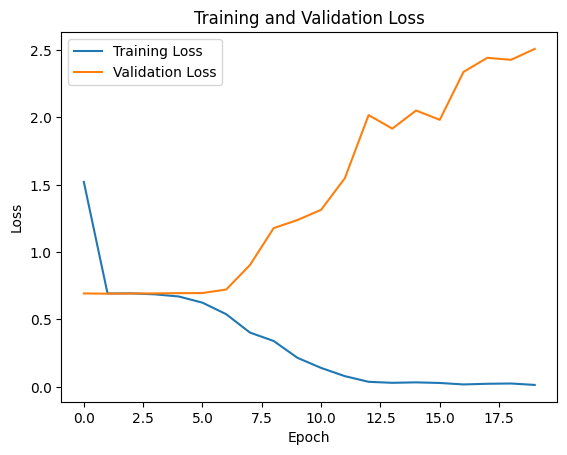 Training and Validation Loss
Training Loss
Validation Loss
2.5
2.0
1.5
1.0
0.5
0.0
Loss
0.0 2.5 5.0 7.5 10.0 12.5 15.0 17.5
Epoch